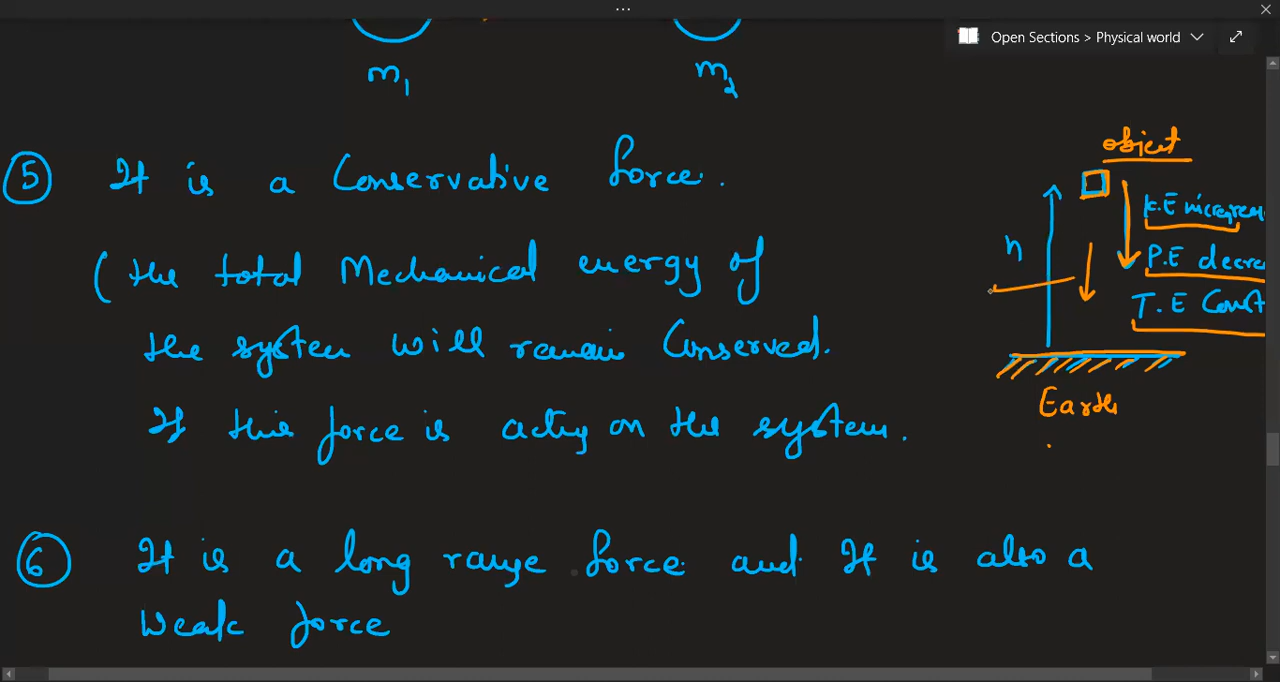 ...
Open Sections > Physical world
m1
m2
object
5 It is a Conservative force.
K.E increm
h
(the total Mechanical energy of
P.E decre
T.E Const
the system will remain Conserved.
Earth
If this force is acting on the system.
6 It is a long range force and It is also a
Weak force